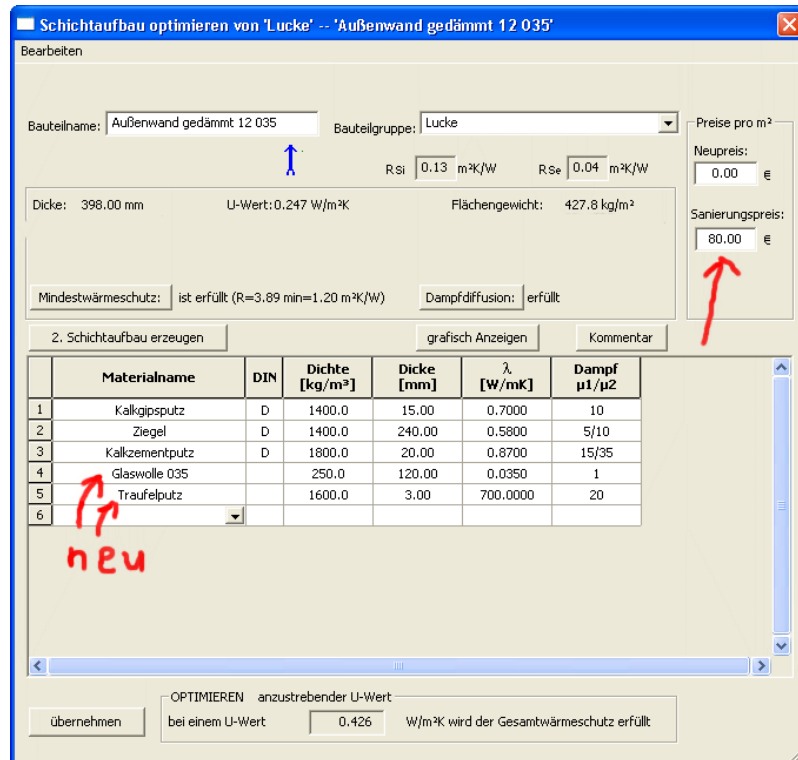 Schichtaufbau optimieren von 'Lucke' -- 'Außenwand gedämmt 12 035'
Bearbeiten
Bauteilname: Außenwand gedämmt 12 035 Bauteilgruppe: Lucke Preise pro m²
Neupreis:
RSi 0.13 m²K/W RSe 0.04 m²K/W 0.00 €
Dicke: 398.00 mm U-Wert: 0.247 W/m²K Flächengewicht: 427.8 kg/m² Sanierungspreis:
80.00 €
Mindestwärmeschutz: ist erfüllt (R=3.89 min=1.20 m²K/W) Dampfdiffusion: erfüllt
2. Schichtaufbau erzeugen grafisch Anzeigen Kommentar
Materialname DIN Dichte [kg/m³] Dicke [mm] λ [W/mK] Dampf µ1/µ2
1 Kalkgipsputz D 1400.0 15.00 0.7000 10
2 Ziegel D 1400.0 240.00 0.5800 5/10
3 Kalkzementputz D 1800.0 20.00 0.8700 15/35
4 Glaswolle 035 250.0 120.00 0.0350 1
5 Traufelputz 1600.0 3.00 700.0000 20
6
neu
OPTIMIEREN anzustrebender U-Wert
übernehmen bei einem U-Wert 0.426 W/m²K wird der Gesamtwärmeschutz erfüllt